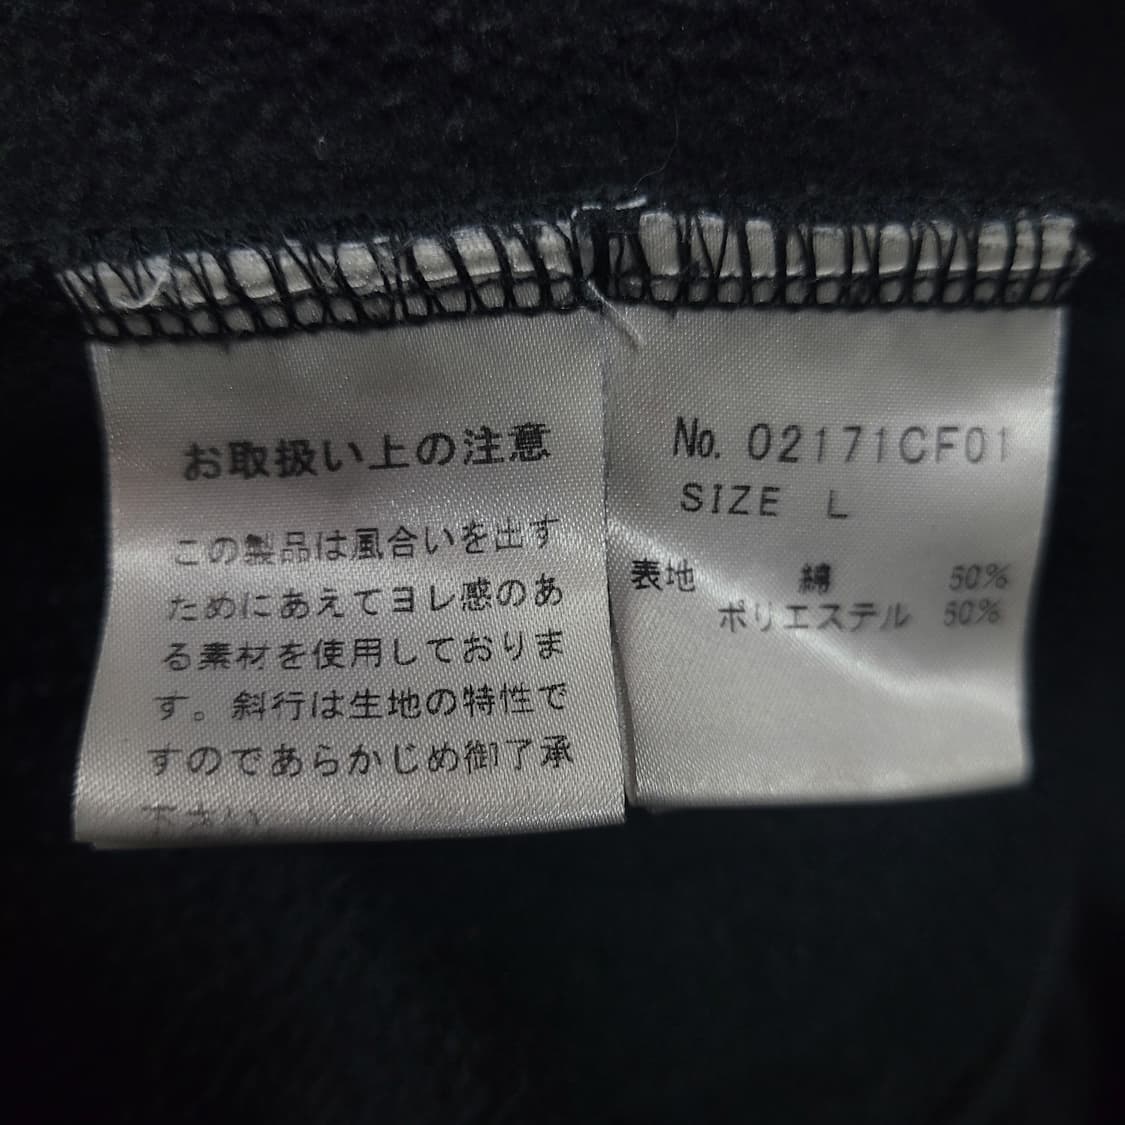 お取扱い上の注意
この製品は風合いを出す
ためにあえてヨレ感のあ
る素材を使用しておりま
す。斜行は生地の特性で
すのであらかじめ御了承
下さい
No. 02171CF01
SIZE L
表地 綿 50%
ポリエステル 50%